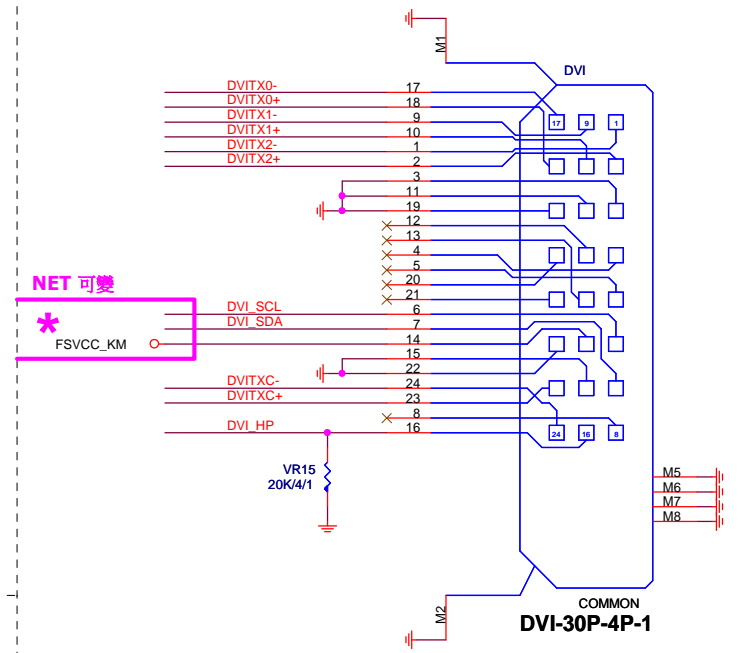 M1
DVI
DVITX0- 17
DVITX0+ 18
DVITX1- 9
DVITX1+ 10
DVITX2- 1
DVITX2+ 2
17 9 1
3
11
19
12
13
4
5
20
21
NET 可變
*
DVI_SCL 6
DVI_SDA 7
FSVCC_KM 14
15
22
DVITXC- 24
DVITXC+ 23
8
DVI_HP 16
24 16 8
VR15
20K/4/1
M5
M6
M7
M8
M2
COMMON
DVI-30P-4P-1